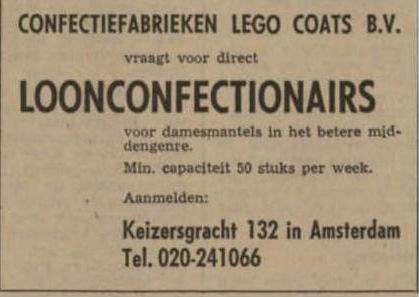 CONFECTIEFABRIEKEN LEGO COATS B.V.
vraagt voor direct
LOONCONFECTIONAIRS
voor damesmantels in het betere mid-
dengenre.
Min. capaciteit 50 stuks per week.
Aanmelden:
Keizersgracht 132 in Amsterdam
Tel. 020-241066